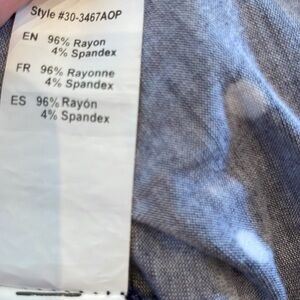 Style #30-3467AOP
EN 96% Rayon
4% Spandex
FR 96% Rayonne
4% Spandex
ES 96% Rayón
4% Spandex